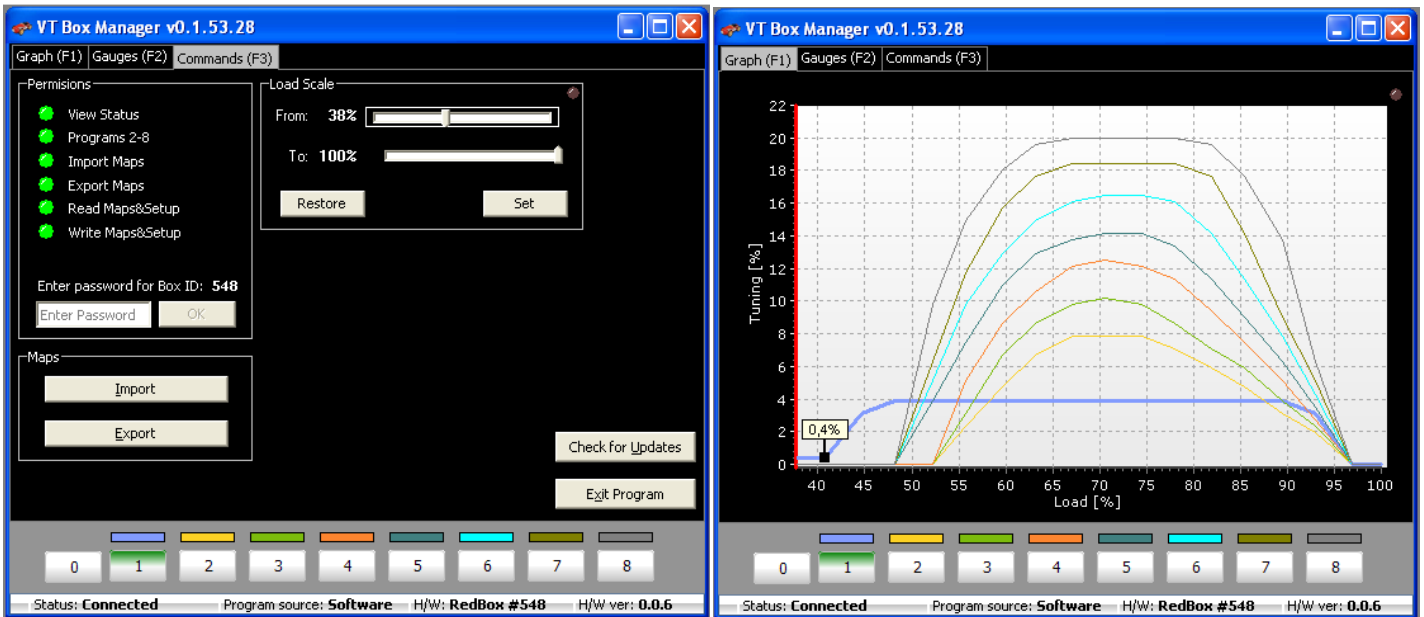 VT Box Manager v0.1.53.28
Graph (F1) Gauges (F2) Commands (F3)
Permisions
View Status
Programs 2-8
Import Maps
Export Maps
Read Maps&Setup
Write Maps&Setup
Enter password for Box ID: 548
Enter Password OK
Maps
Import
Export
Load Scale
From: 38%
To: 100%
Restore Set
Check for Updates
Exit Program
0 1 2 3 4 5 6 7 8
Status: Connected Program source: Software H/W: RedBox #548 H/W ver: 0.0.6
VT Box Manager v0.1.53.28
Graph (F1) Gauges (F2) Commands (F3)
Tuning [%]
22
20
18
16
14
12
10
8
6
4
2
0
0,4%
40 45 50 55 60 65 70 75 80 85 90 95 100
Load [%]
0 1 2 3 4 5 6 7 8
Status: Connected Program source: Software H/W: RedBox #548 H/W ver: 0.0.6